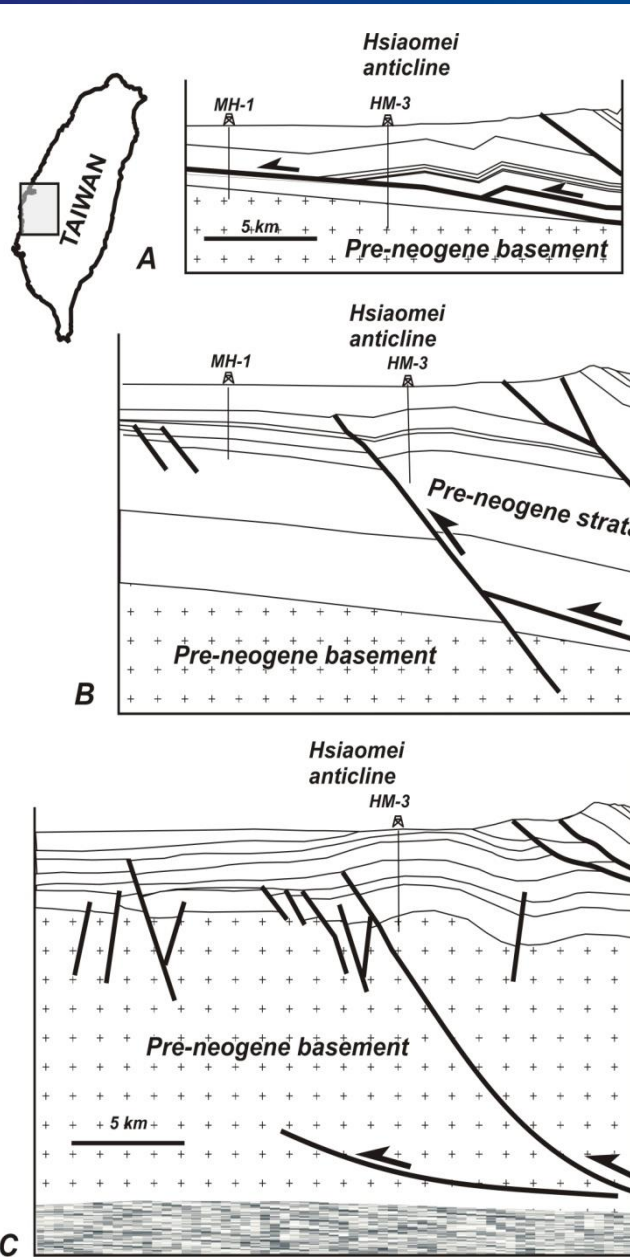 TAIWAN
A
Hsiaomei
anticline
MH-1
HM-3
5 km
Pre-neogene basement
Hsiaomei
anticline
MH-1
HM-3
Pre-neogene strata
Pre-neogene basement
B
Hsiaomei
anticline
HM-3
Pre-neogene basement
5 km
C